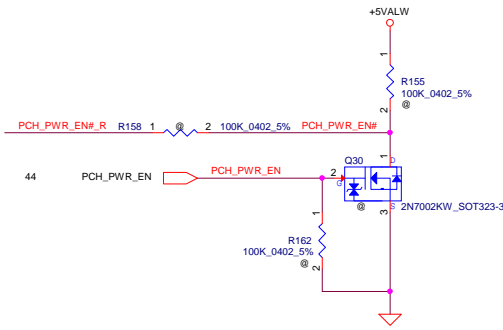 +5VALW
1
R155
100K_0402_5%
2
@
PCH_PWR_EN#_R R158 1 @ 2 100K_0402_5% PCH_PWR_EN#
1 D
44 PCH_PWR_EN PCH_PWR_EN 2 G Q30
@ 3 S 2N7002KW_SOT323-3
1
R162
100K_0402_5%
@ 2